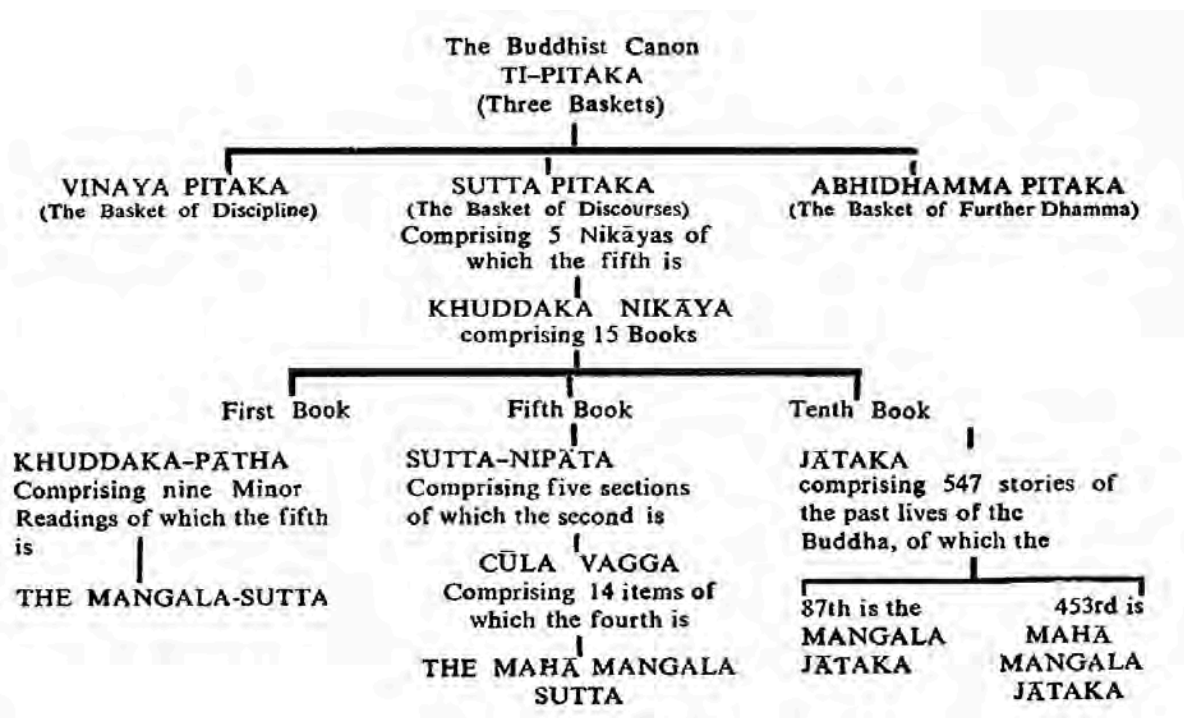 The Buddhist Canon
TI-PITAKA
(Three Baskets)
VINAYA PITAKA
(The Basket of Discipline)
SUTTA PITAKA
(The Basket of Discourses)
Comprising 5 Nikāyas of
which the fifth is
ABHIDHAMMA PITAKA
(The Basket of Further Dhamma)
KHUDDAKA NIKĀYA
comprising 15 Books
First Book
KHUDDAKA-PĀTHA
Comprising nine Minor
Readings of which the fifth
is
THE MANGALA-SUTTA
Fifth Book
SUTTA-NIPĀTA
Comprising five sections
of which the second is
CŪLA VAGGA
Comprising 14 items of
which the fourth is
THE MAHĀ MANGALA
SUTTA
Tenth Book
JĀTAKA
comprising 547 stories of
the past lives of the
Buddha, of which the
87th is the
MANGALA
JĀTAKA
453rd is
MAHĀ
MANGALA
JĀTAKA